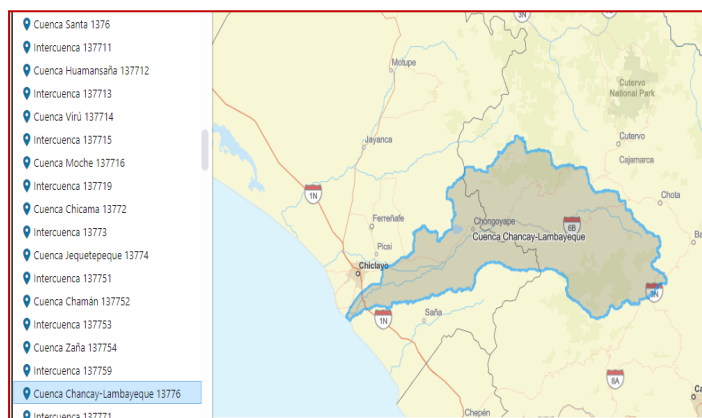 Cuenca Santa 1376
Intercuenca 137711
Cuenca Huamansaña 137712
Intercuenca 137713
Cuenca Virú 137714
Intercuenca 137715
Cuenca Moche 137716
Intercuenca 137719
Cuenca Chicama 13772
Intercuenca 13773
Cuenca Jequetepeque 13774
Intercuenca 137751
Cuenca Chamán 137752
Intercuenca 137753
Cuenca Zaña 137754
Intercuenca 137759
Cuenca Chancay-Lambayeque 13776
Intercuenca 137771
3N
Motupe
Cutervo
National Park
Jayanca
Cutervo
Cajamarca
1N
Chota
Ferreñafe
Chongoyape
6B
Cuenca Chancay-Lambayeque
Picsi
Chiclayo
3N
1N
Saña
8A
Chepén